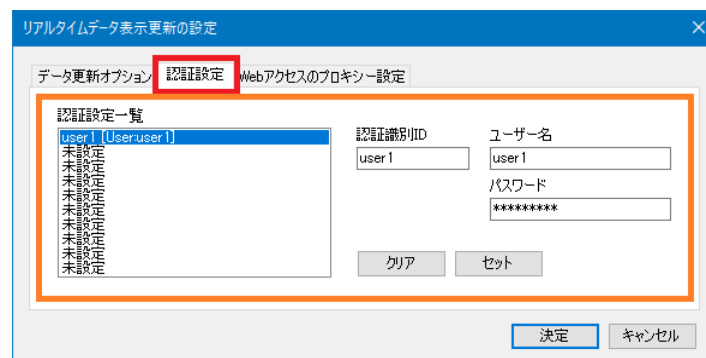 リアルタイムデータ表示更新の設定
データ更新オプション 認証設定 Webアクセスのプロキシー設定
認証設定一覧
user1 [User:user1]
未設定
未設定
未設定
未設定
未設定
未設定
未設定
未設定
未設定
認証識別ID
user1
ユーザー名
user1
パスワード
*********
クリア セット
決定 キャンセル